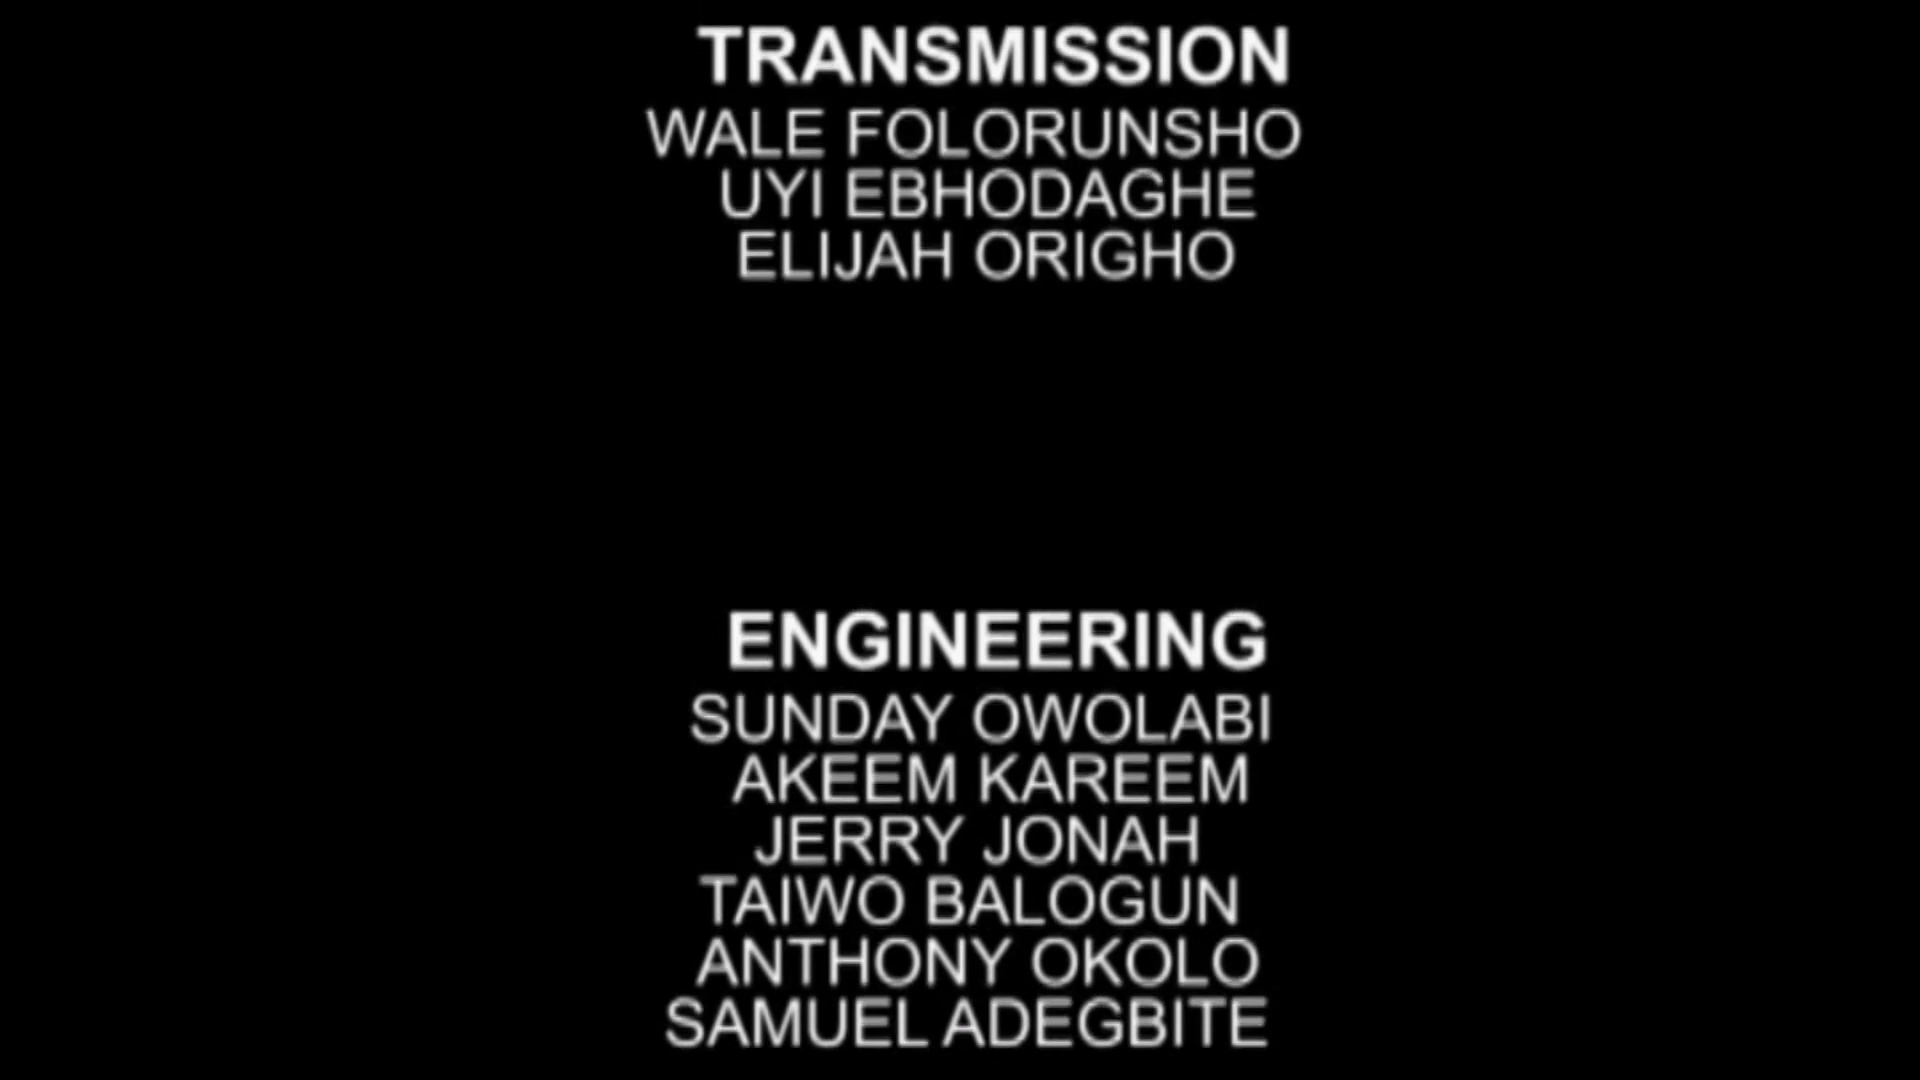 TRANSMISSION
WALE FOLORUNSHO
UYI EBHODAGHE
ELIJAH ORIGHO
ENGINEERING
SUNDAY OWOLABI
AKEEM KAREEM
JERRY JONAH
TAIWO BALOGUN
ANTHONY OKOLO
SAMUEL ADEGBITE